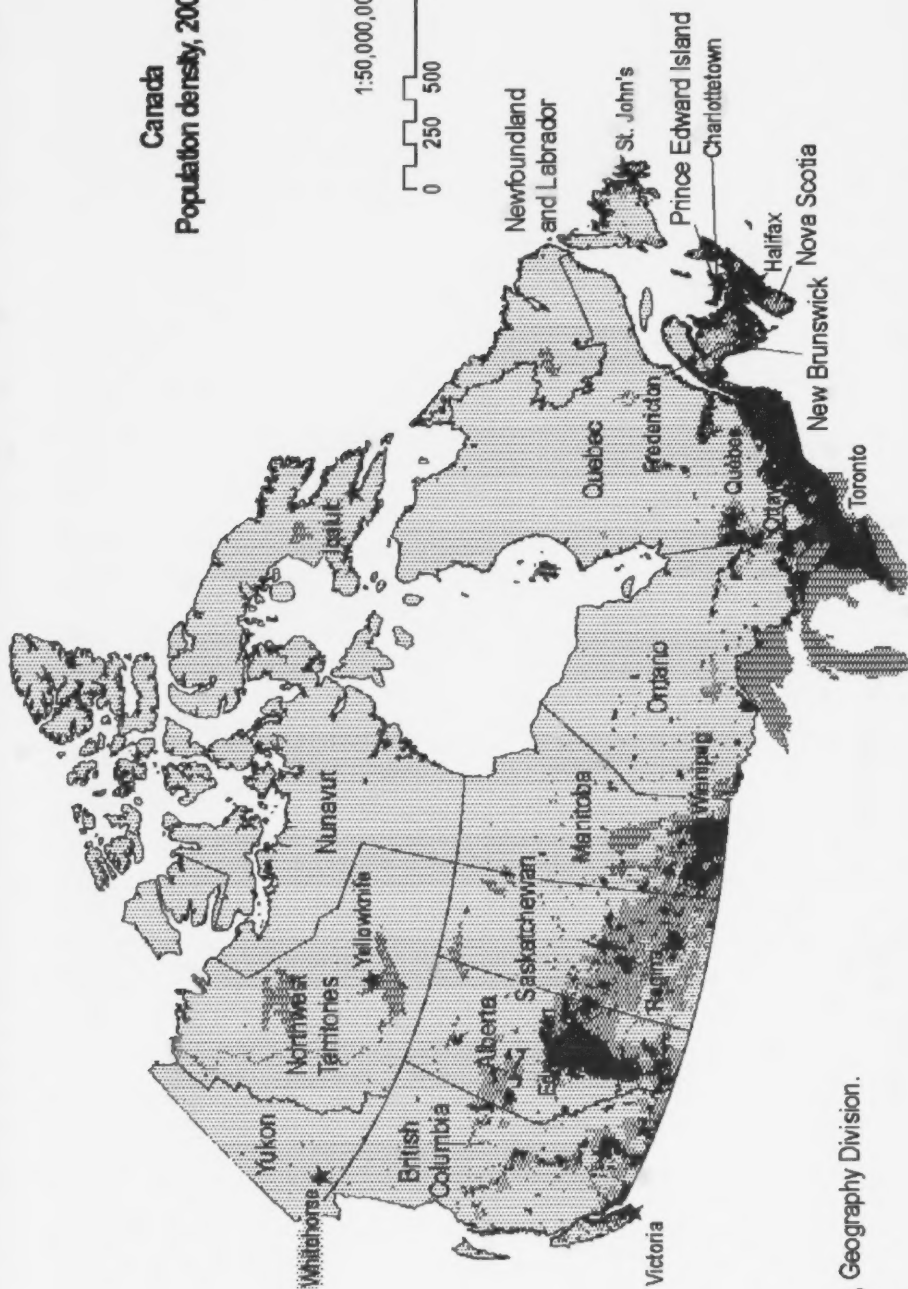 Canada
Population density, 200
1:50,000,00
0 250 500
Newfoundland
and Labrador
St. John's
Prince Edward Island
Charlottetown
Halifax
Nova Scotia
New Brunswick
Fredericton
Quebec
Québec
Toronto
Iqaluit
Ontario
Nunavut
Manitoba
Winnipeg
Saskatchewan
Regina
Yellowknife
Northwest
Territories
Alberta
Yukon
British
Columbia
Whitehorse
Victoria
Geography Division.